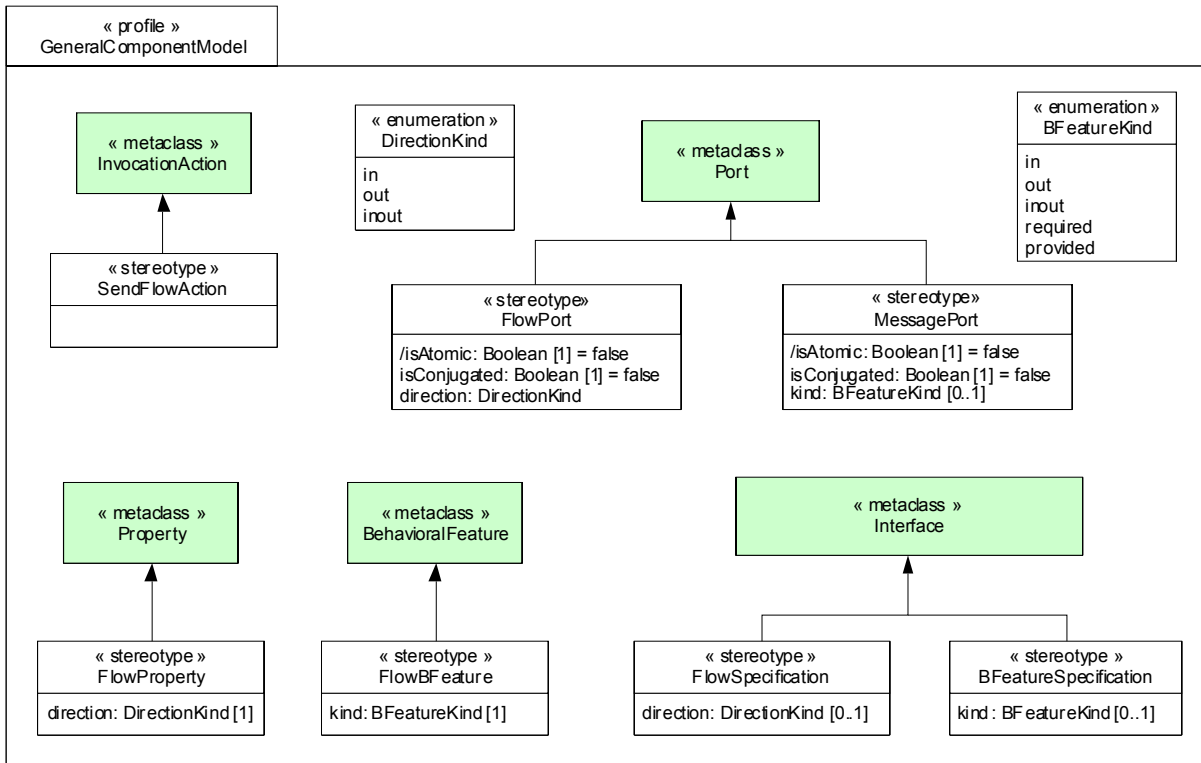 « profile »
GeneralComponentModel
« metaclass »
InvocationAction
« stereotype »
SendFlowAction
« enumeration »
DirectionKind
in
out
inout
« metaclass »
Port
« enumeration »
BFeatureKind
in
out
inout
required
provided
« stereotype»
FlowPort
/isAtomic: Boolean [1] = false
isConjugated: Boolean [1] = false
direction: DirectionKind
« stereotype»
MessagePort
/isAtomic: Boolean [1] = false
isConjugated: Boolean [1] = false
kind: BFeatureKind [0..1]
« metaclass »
Property
« stereotype »
FlowProperty
direction: DirectionKind [1]
« metaclass »
BehavioralFeature
« stereotype »
FlowBFeature
kind: BFeatureKind [1]
« metaclass »
Interface
« stereotype »
FlowSpecification
direction: DirectionKind [0..1]
« stereotype »
BFeatureSpecification
kind : BFeatureKind [0..1]